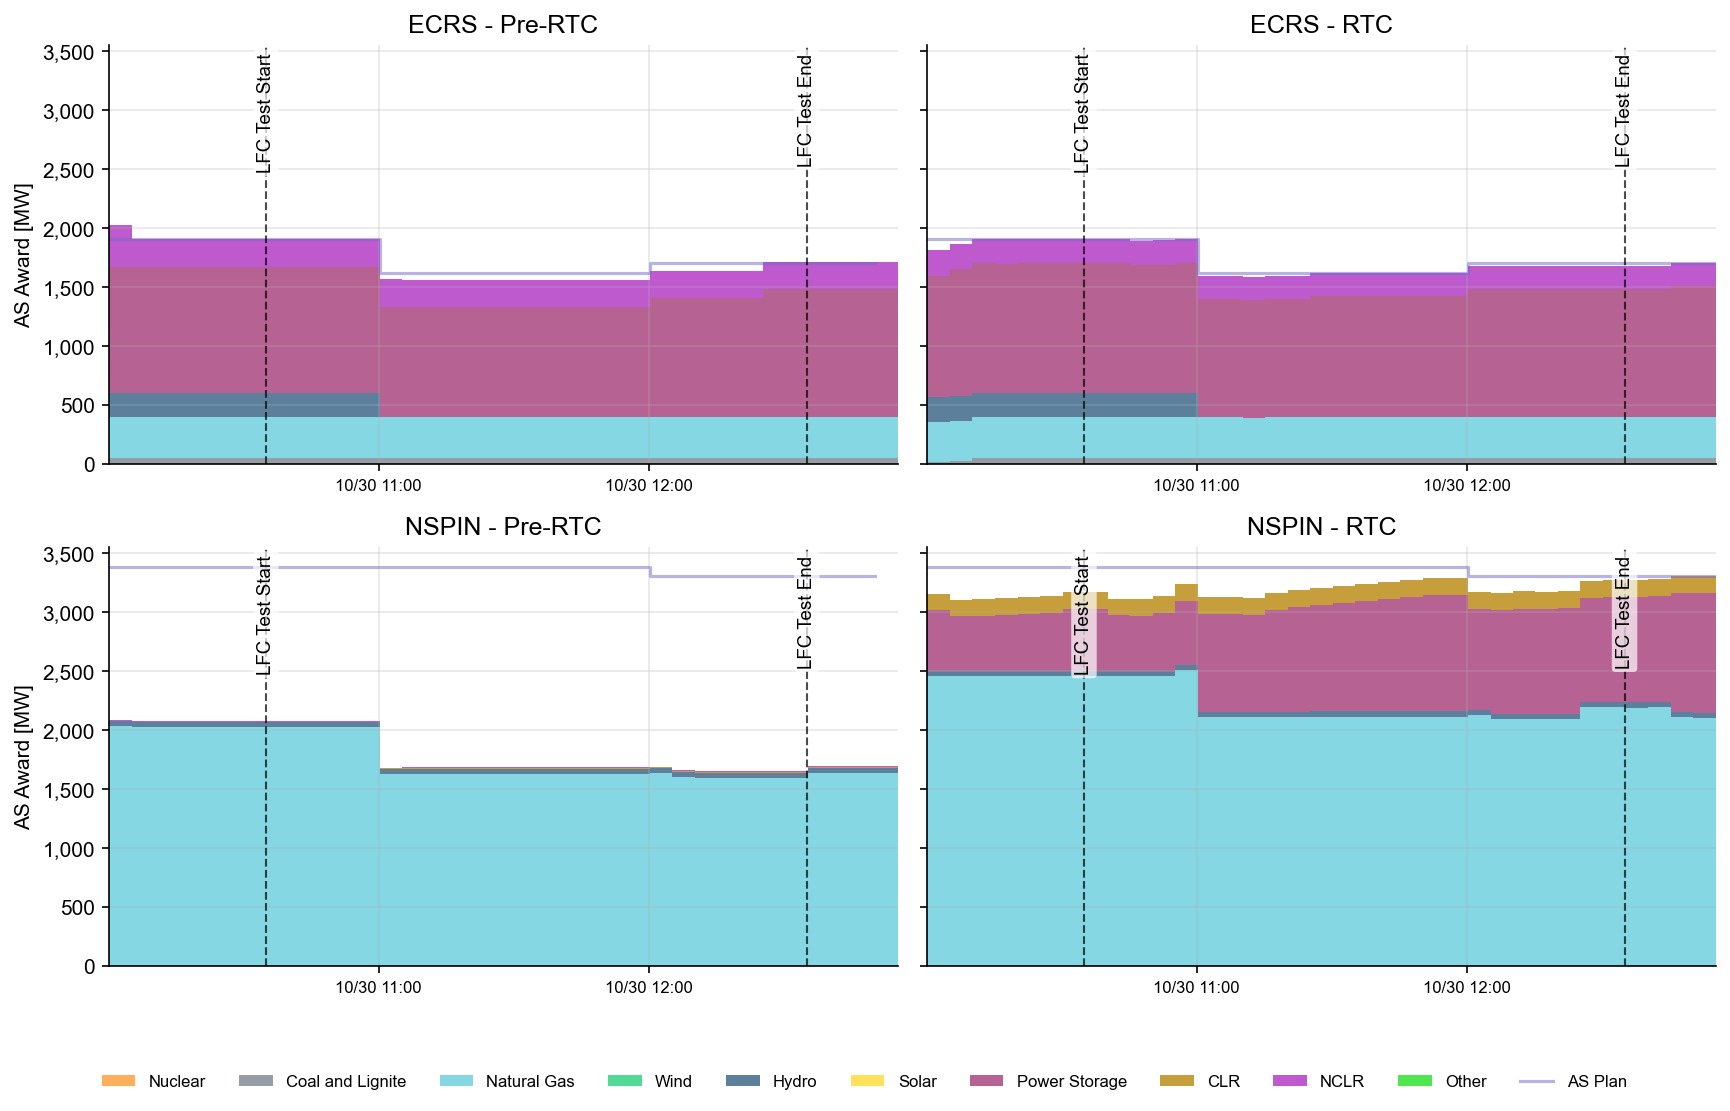 ECRS - Pre-RTC
ECRS - RTC
AS Award [MW]
3,500
3,000
2,500
2,000
1,500
1,000
500
0
LFC Test Start
LFC Test End
LFC Test Start
LFC Test End
10/30 11:00
10/30 12:00
10/30 11:00
10/30 12:00
NSPIN - Pre-RTC
NSPIN - RTC
AS Award [MW]
3,500
3,000
2,500
2,000
1,500
1,000
500
0
LFC Test Start
LFC Test End
LFC Test Start
LFC Test End
10/30 11:00
10/30 12:00
10/30 11:00
10/30 12:00
Nuclear
Coal and Lignite
Natural Gas
Wind
Hydro
Solar
Power Storage
CLR
NCLR
Other
AS Plan